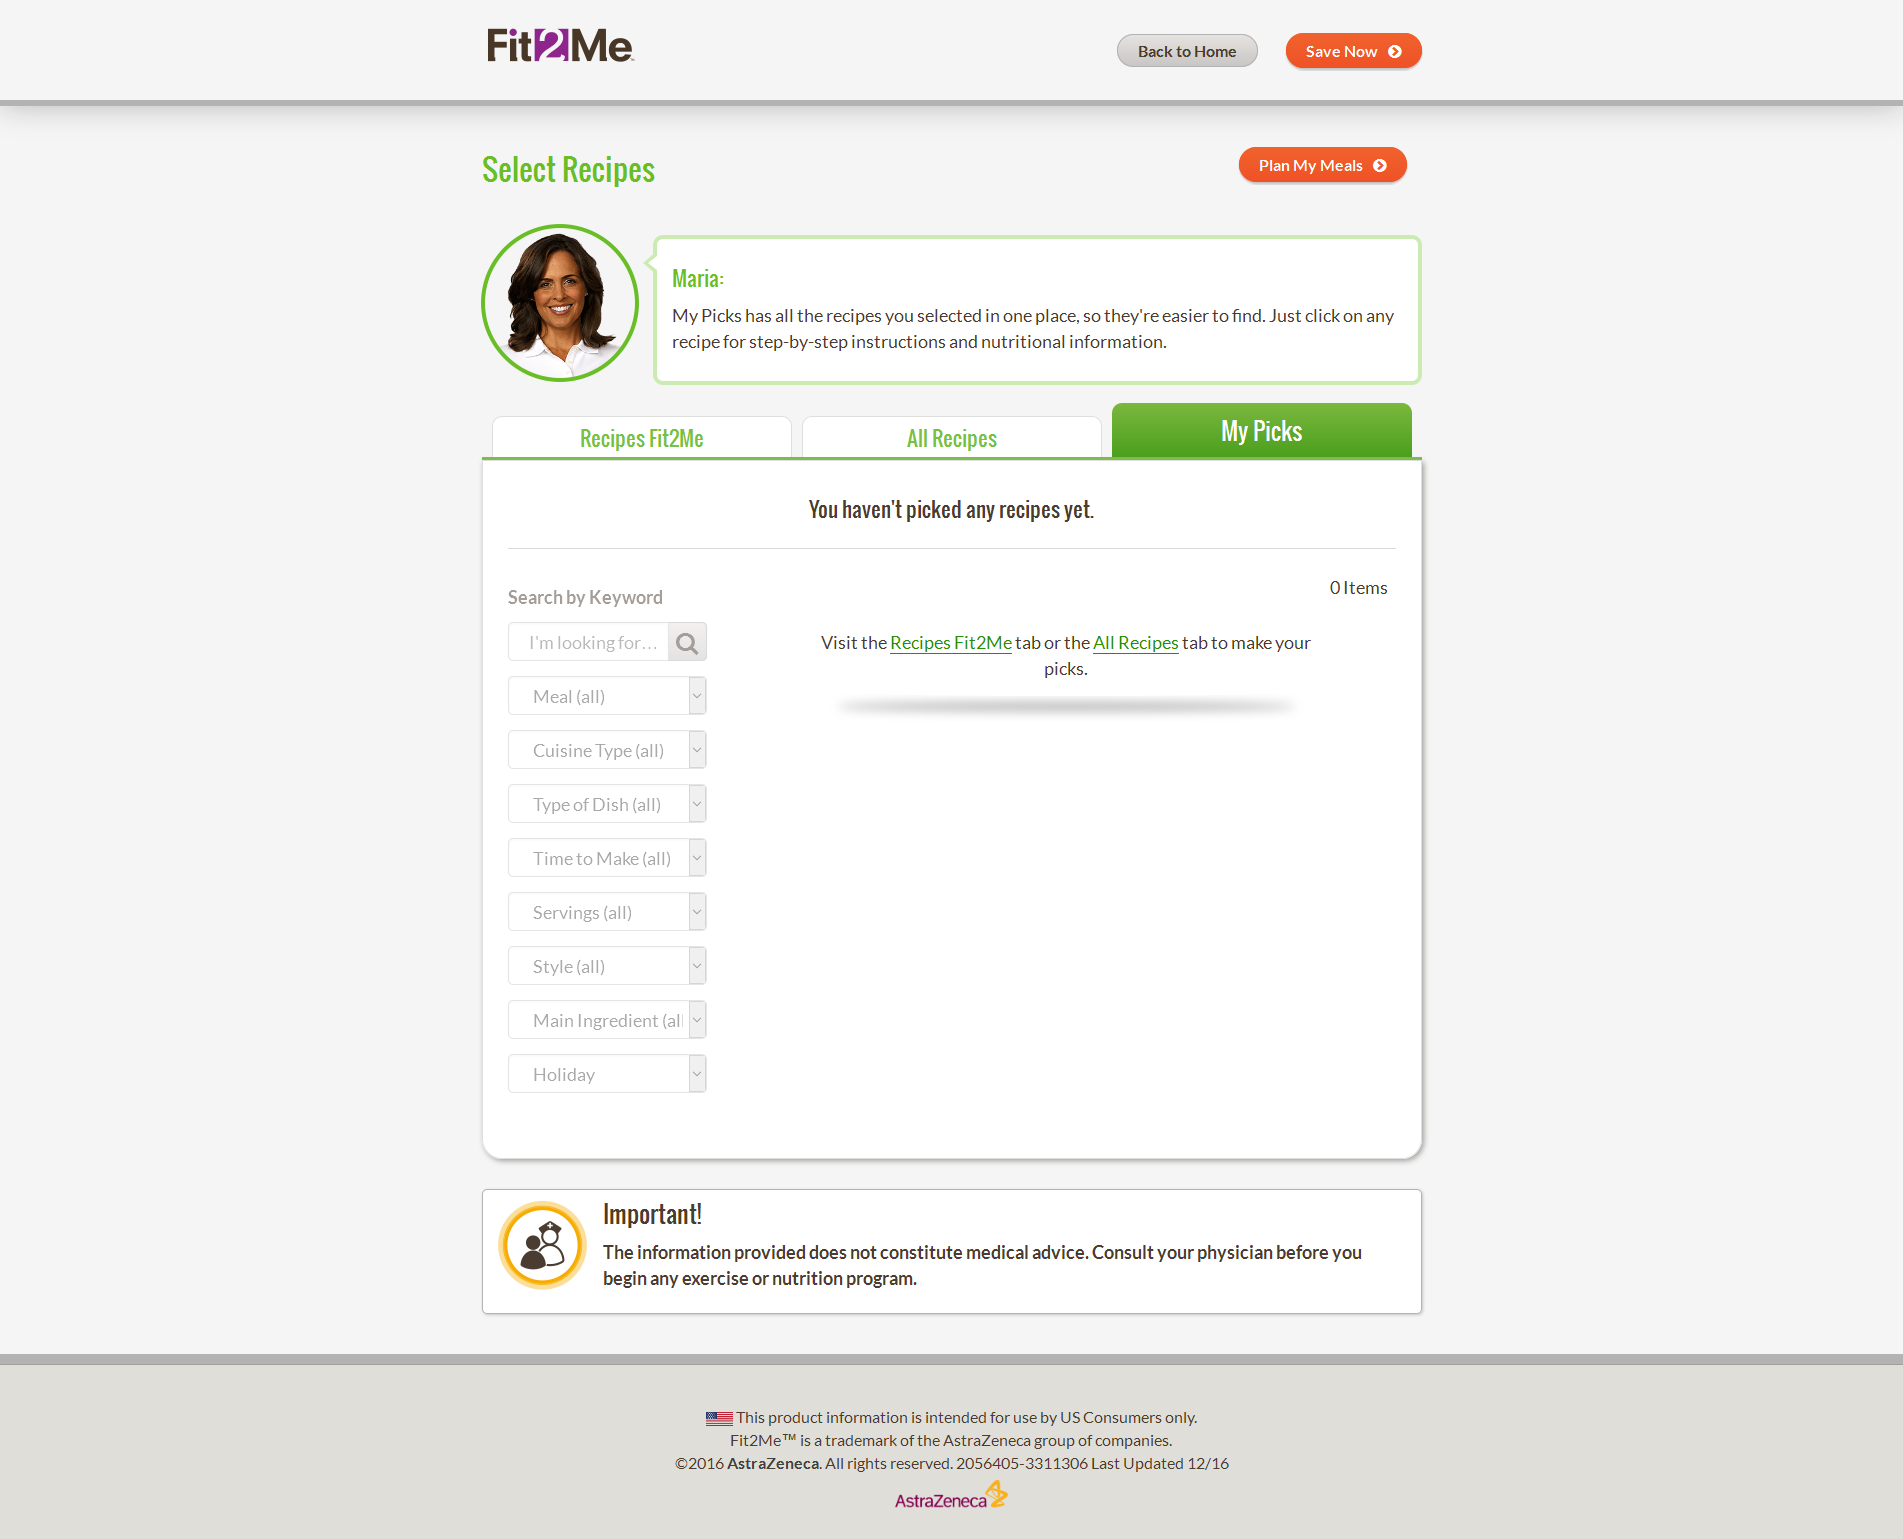 Fit2Me
Back to Home
Save Now
Select Recipes
Plan My Meals
Maria:
My Picks has all the recipes you selected in one place, so they're easier to find. Just click on any
recipe for step-by-step instructions and nutritional information.
Recipes Fit2Me
All Recipes
My Picks
You haven't picked any recipes yet.
0 Items
Search by Keyword
I'm looking for...
Visit the Recipes Fit2Me tab or the All Recipes tab to make your
picks.
Meal (all)
Cuisine Type (all)
Type of Dish (all)
Time to Make (all)
Servings (all)
Style (all)
Main Ingredient (al
Holiday
Important!
The information provided does not constitute medical advice. Consult your physician before you
begin any exercise or nutrition program.
This product information is intended for use by US Consumers only.
Fit2Me™ is a trademark of the AstraZeneca group of companies.
©2016 AstraZeneca. All rights reserved. 2056405-3311306 Last Updated 12/16
AstraZeneca